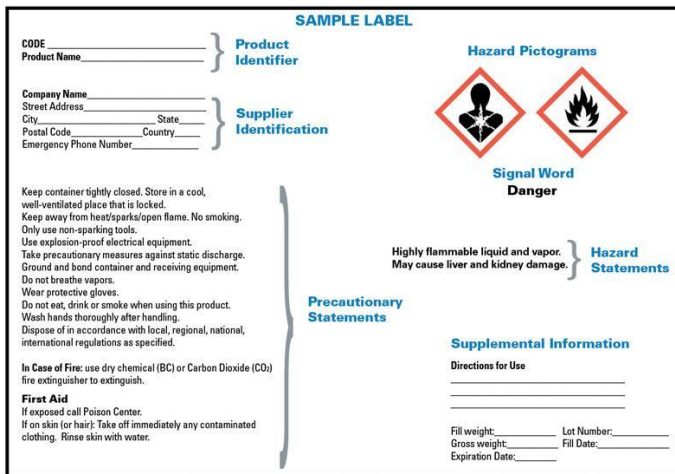 SAMPLE LABEL
CODE
Product Name
Product
Identifier
Company Name
Street Address
City State
Postal Code Country
Emergency Phone Number
Supplier
Identification
Keep container tightly closed. Store in a cool,
well-ventilated place that is locked.
Keep away from heat/sparks/open flame. No smoking.
Only use non-sparking tools.
Use explosion-proof electrical equipment.
Take precautionary measures against static discharge.
Ground and bond container and receiving equipment.
Do not breathe vapors.
Wear protective gloves.
Do not eat, drink or smoke when using this product.
Wash hands thoroughly after handling.
Dispose of in accordance with local, regional, national,
international regulations as specified.
In Case of Fire: use dry chemical (BC) or Carbon Dioxide (CO₂)
fire extinguisher to extinguish.
First Aid
If exposed call Poison Center.
If on skin (or hair): Take off immediately any contaminated
clothing. Rinse skin with water.
Precautionary
Statements
Hazard Pictograms
Signal Word
Danger
Highly flammable liquid and vapor.
May cause liver and kidney damage.
Hazard
Statements
Supplemental Information
Directions for Use
Fill weight: Lot Number:
Gross weight: Fill Date:
Expiration Date: